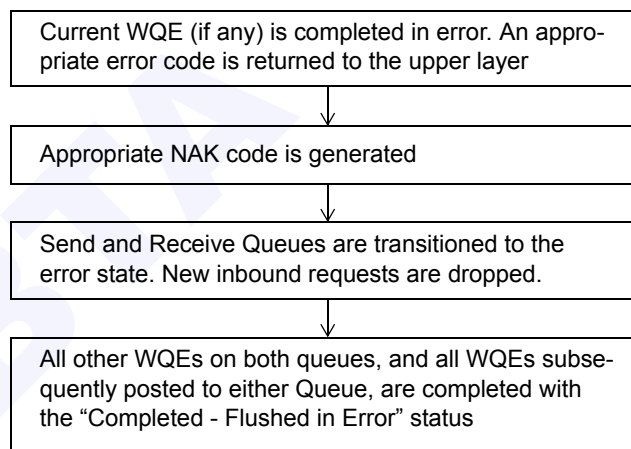 Current WQE (if any) is completed in error. An appro-
priate error code is returned to the upper layer
Appropriate NAK code is generated
Send and Receive Queues are transitioned to the
error state. New inbound requests are dropped.
All other WQEs on both queues, and all WQEs subse-
quently posted to either Queue, are completed with
the “Completed - Flushed in Error” status
BTA